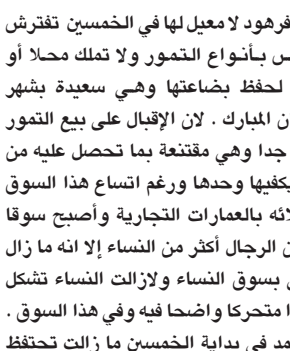 فرهود لا معيل لها في الخمسين تفترش
س بأنواع التمور ولا تملك محلا أو
لحفظ بضاعتها وهي سعيدة بشهر
ن المبارك . لان الإقبال على بيع التمور
جدا وهي مقتنعة بما تحصل عليه من
يكفيها وحدها ورغم اتساع هذا السوق
لائه بالعمارات التجارية وأصبح سوقا
ن الرجال أكثر من النساء إلا انه ما زال
بسوق النساء ولازالت النساء تشكل
ا متحركا واضحا فيه وفي هذا السوق .
مد في بداية الخمسين ما زالت تحتفظ